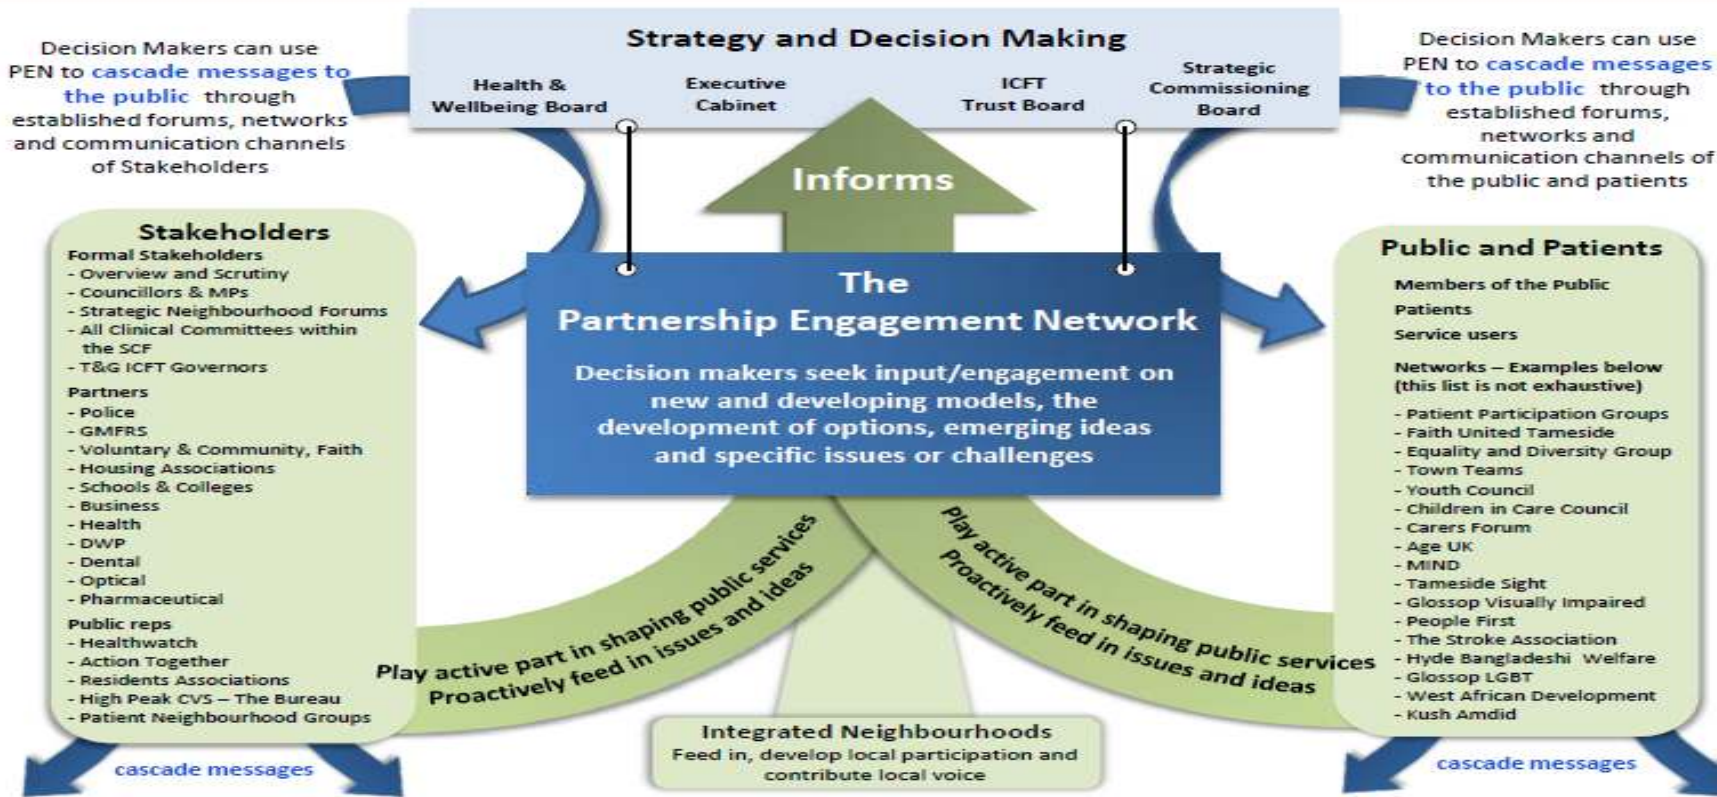 Decision Makers can use
PEN to cascade messages to
the public through
established forums, networks
and communication channels
of Stakeholders
Strategy and Decision Making
Health &
Wellbeing Board
Executive
Cabinet
ICFT
Trust Board
Strategic
Commissioning
Board
Decision Makers can use
PEN to cascade messages
to the public through
established forums,
networks and
communication channels of
the public and patients
Informs
Stakeholders
Formal Stakeholders
- Overview and Scrutiny
- Councillors & MPs
- Strategic Neighbourhood Forums
- All Clinical Committees within
the SCF
- T&G ICFT Governors
Partners
- Police
- GMFRS
- Voluntary & Community, Faith
- Housing Associations
- Schools & Colleges
- Business
- Health
- DWP
- Dental
- Optical
- Pharmaceutical
Public reps
- Healthwatch
- Action Together
- Residents Associations
- High Peak CVS – The Bureau
- Patient Neighbourhood Groups
cascade messages
The
Partnership Engagement Network
Decision makers seek input/engagement on
new and developing models, the
development of options, emerging ideas
and specific issues or challenges
Play active part in shaping public services
Proactively feed in issues and ideas
Play active part in shaping public services
Proactively feed in issues and ideas
Integrated Neighbourhoods
Feed in, develop local participation and
contribute local voice
Public and Patients
Members of the Public
Patients
Service users
Networks – Examples below
(this list is not exhaustive)
- Patient Participation Groups
- Faith United Tameside
- Equality and Diversity Group
- Town Teams
- Youth Council
- Children in Care Council
- Carers Forum
- Age UK
- MIND
- Tameside Sight
- Glossop Visually Impaired
- People First
- The Stroke Association
- Hyde Bangladeshi Welfare
- Glossop LGBT
- West African Development
- Kush Amdid
cascade messages